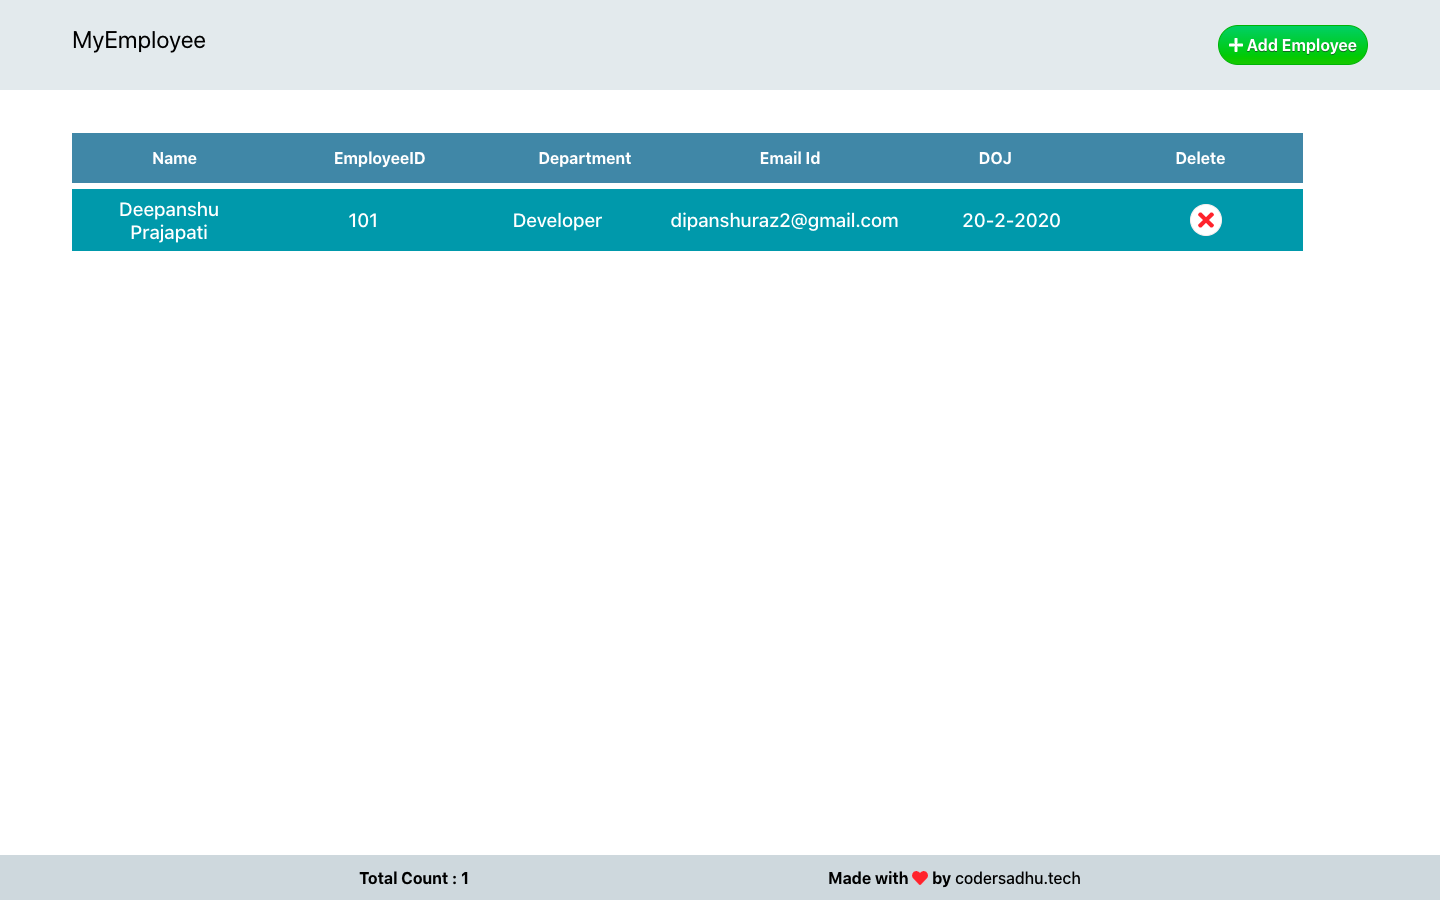 MyEmployee
Add Employee
Name EmployeeID Department Email Id DOJ Delete
Deepanshu
Prajapati
101 Developer dipanshuraz2@gmail.com 20-2-2020
Total Count : 1 Made with ❤ by codersadhu.tech